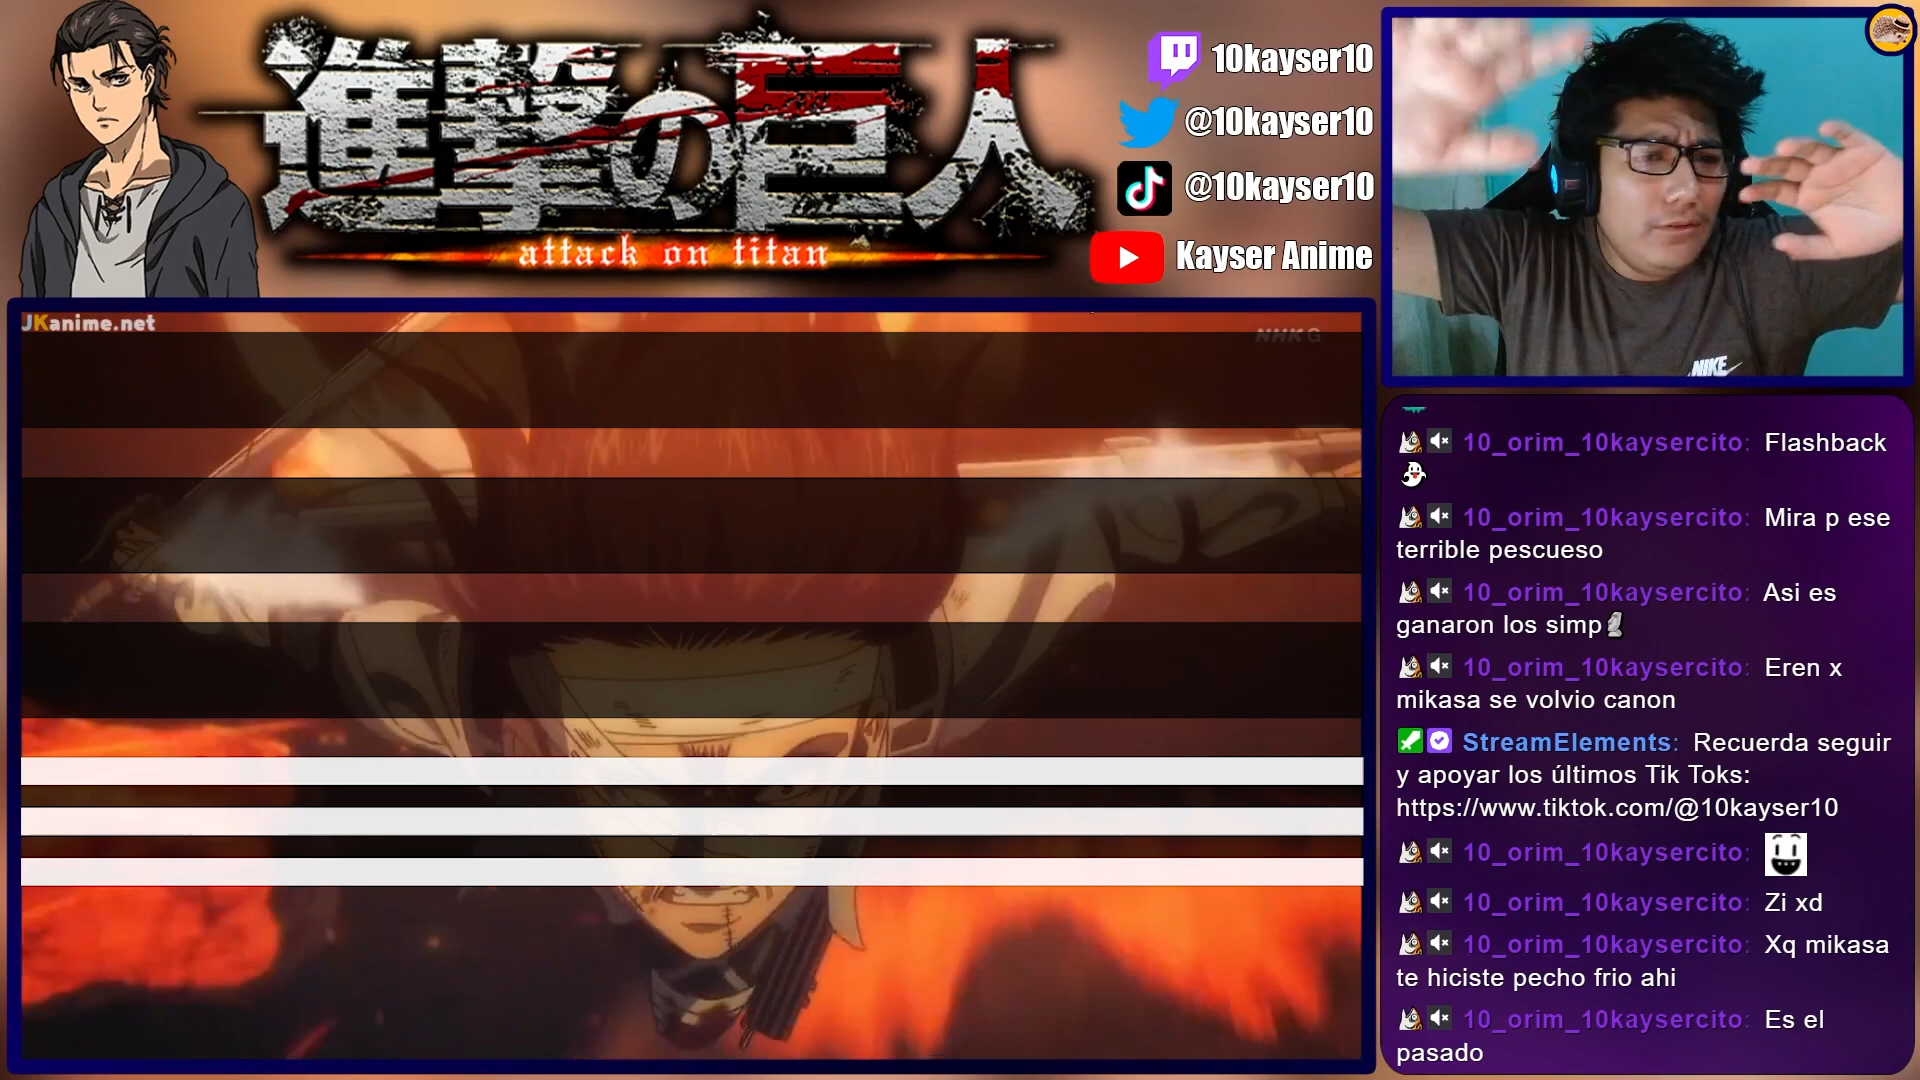 進撃の巨人
attack on titan
10kayser10
@10kayser10
@10kayser10
Kayser Anime
JKanime.net
NHK G
NIKE
10_orim_10kaysercito: Flashback
10_orim_10kaysercito: Mira p ese
terrible pescueso
10_orim_10kaysercito: Asi es
ganaron los simp🗿
10_orim_10kaysercito: Eren x
mikasa se volvio canon
StreamElements: Recuerda seguir
y apoyar los últimos Tik Toks:
https://www.tiktok.com/@10kayser10
10_orim_10kaysercito:
10_orim_10kaysercito: Zi xd
10_orim_10kaysercito: Xq mikasa
te hiciste pecho frio ahi
10_orim_10kaysercito: Es el
pasado